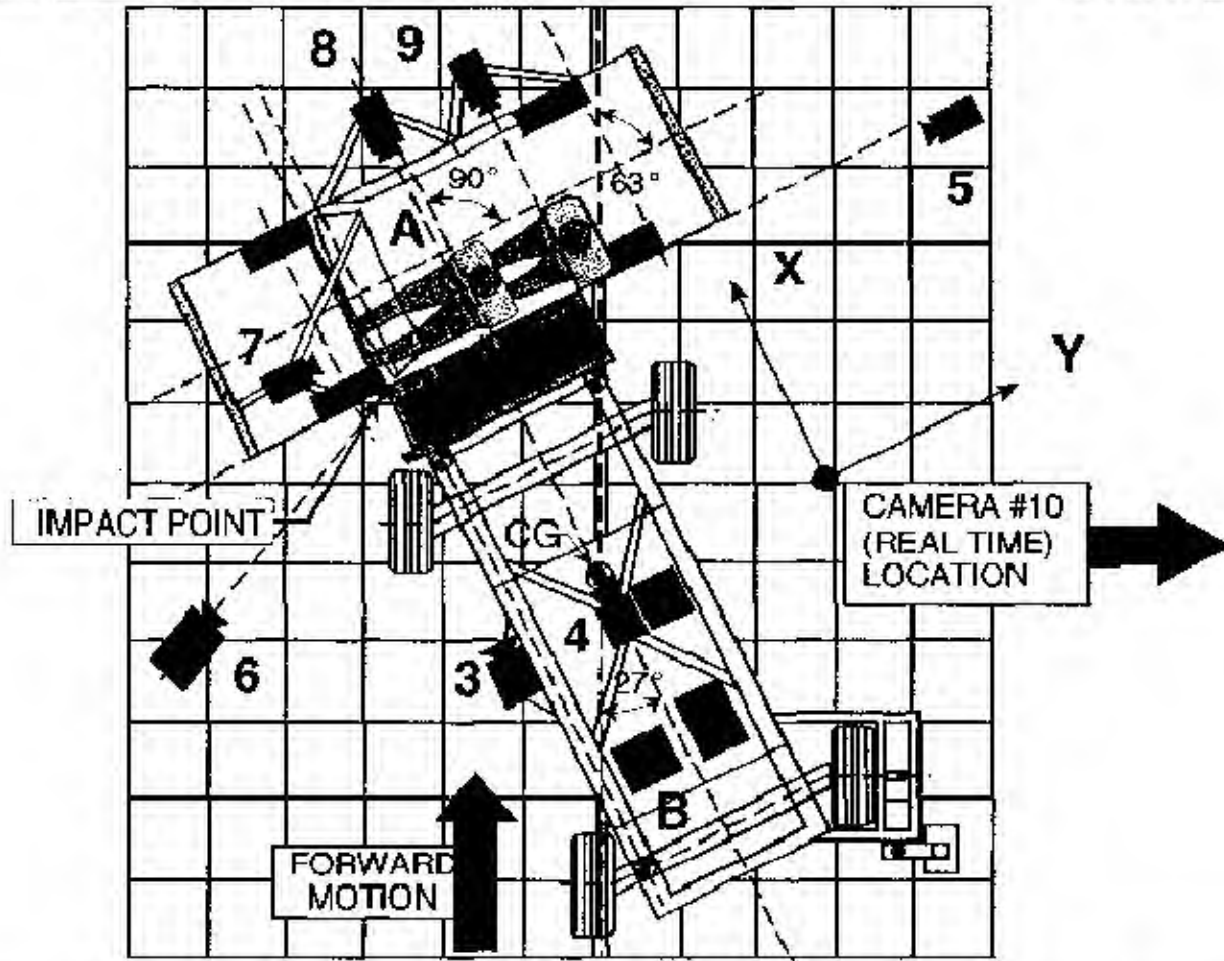 8
9
90°
63°
5
A
X
7
Y
IMPACT POINT
CAMERA #10
(REAL TIME)
LOCATION
CG
6
3
4
27°
B
FORWARD
MOTION